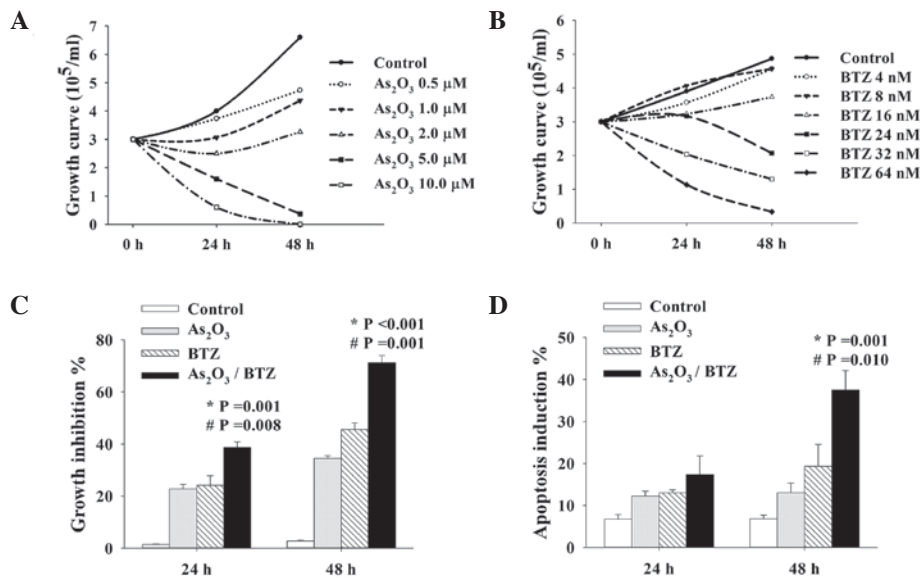 A
Growth curve (10⁵/ml)
7
6
5
4
3
2
1
0
0 h
24 h
48 h
Control
As₂O₃ 0.5 µM
As₂O₃ 1.0 µM
As₂O₃ 2.0 µM
As₂O₃ 5.0 µM
As₂O₃ 10.0 µM
B
Growth curve (10⁵/ml)
6
5
4
3
2
1
0
0 h
24 h
48 h
Control
BTZ 4 nM
BTZ 8 nM
BTZ 16 nM
BTZ 24 nM
BTZ 32 nM
BTZ 64 nM
C
Control
As₂O₃
BTZ
As₂O₃ / BTZ
Growth inhibition %
80
60
40
20
0
* P =0.001
# P =0.008
* P <0.001
# P =0.001
24 h
48 h
D
Control
As₂O₃
BTZ
As₂O₃ / BTZ
Apoptosis induction %
50
40
30
20
10
0
* P =0.001
# P =0.010
24 h
48 h